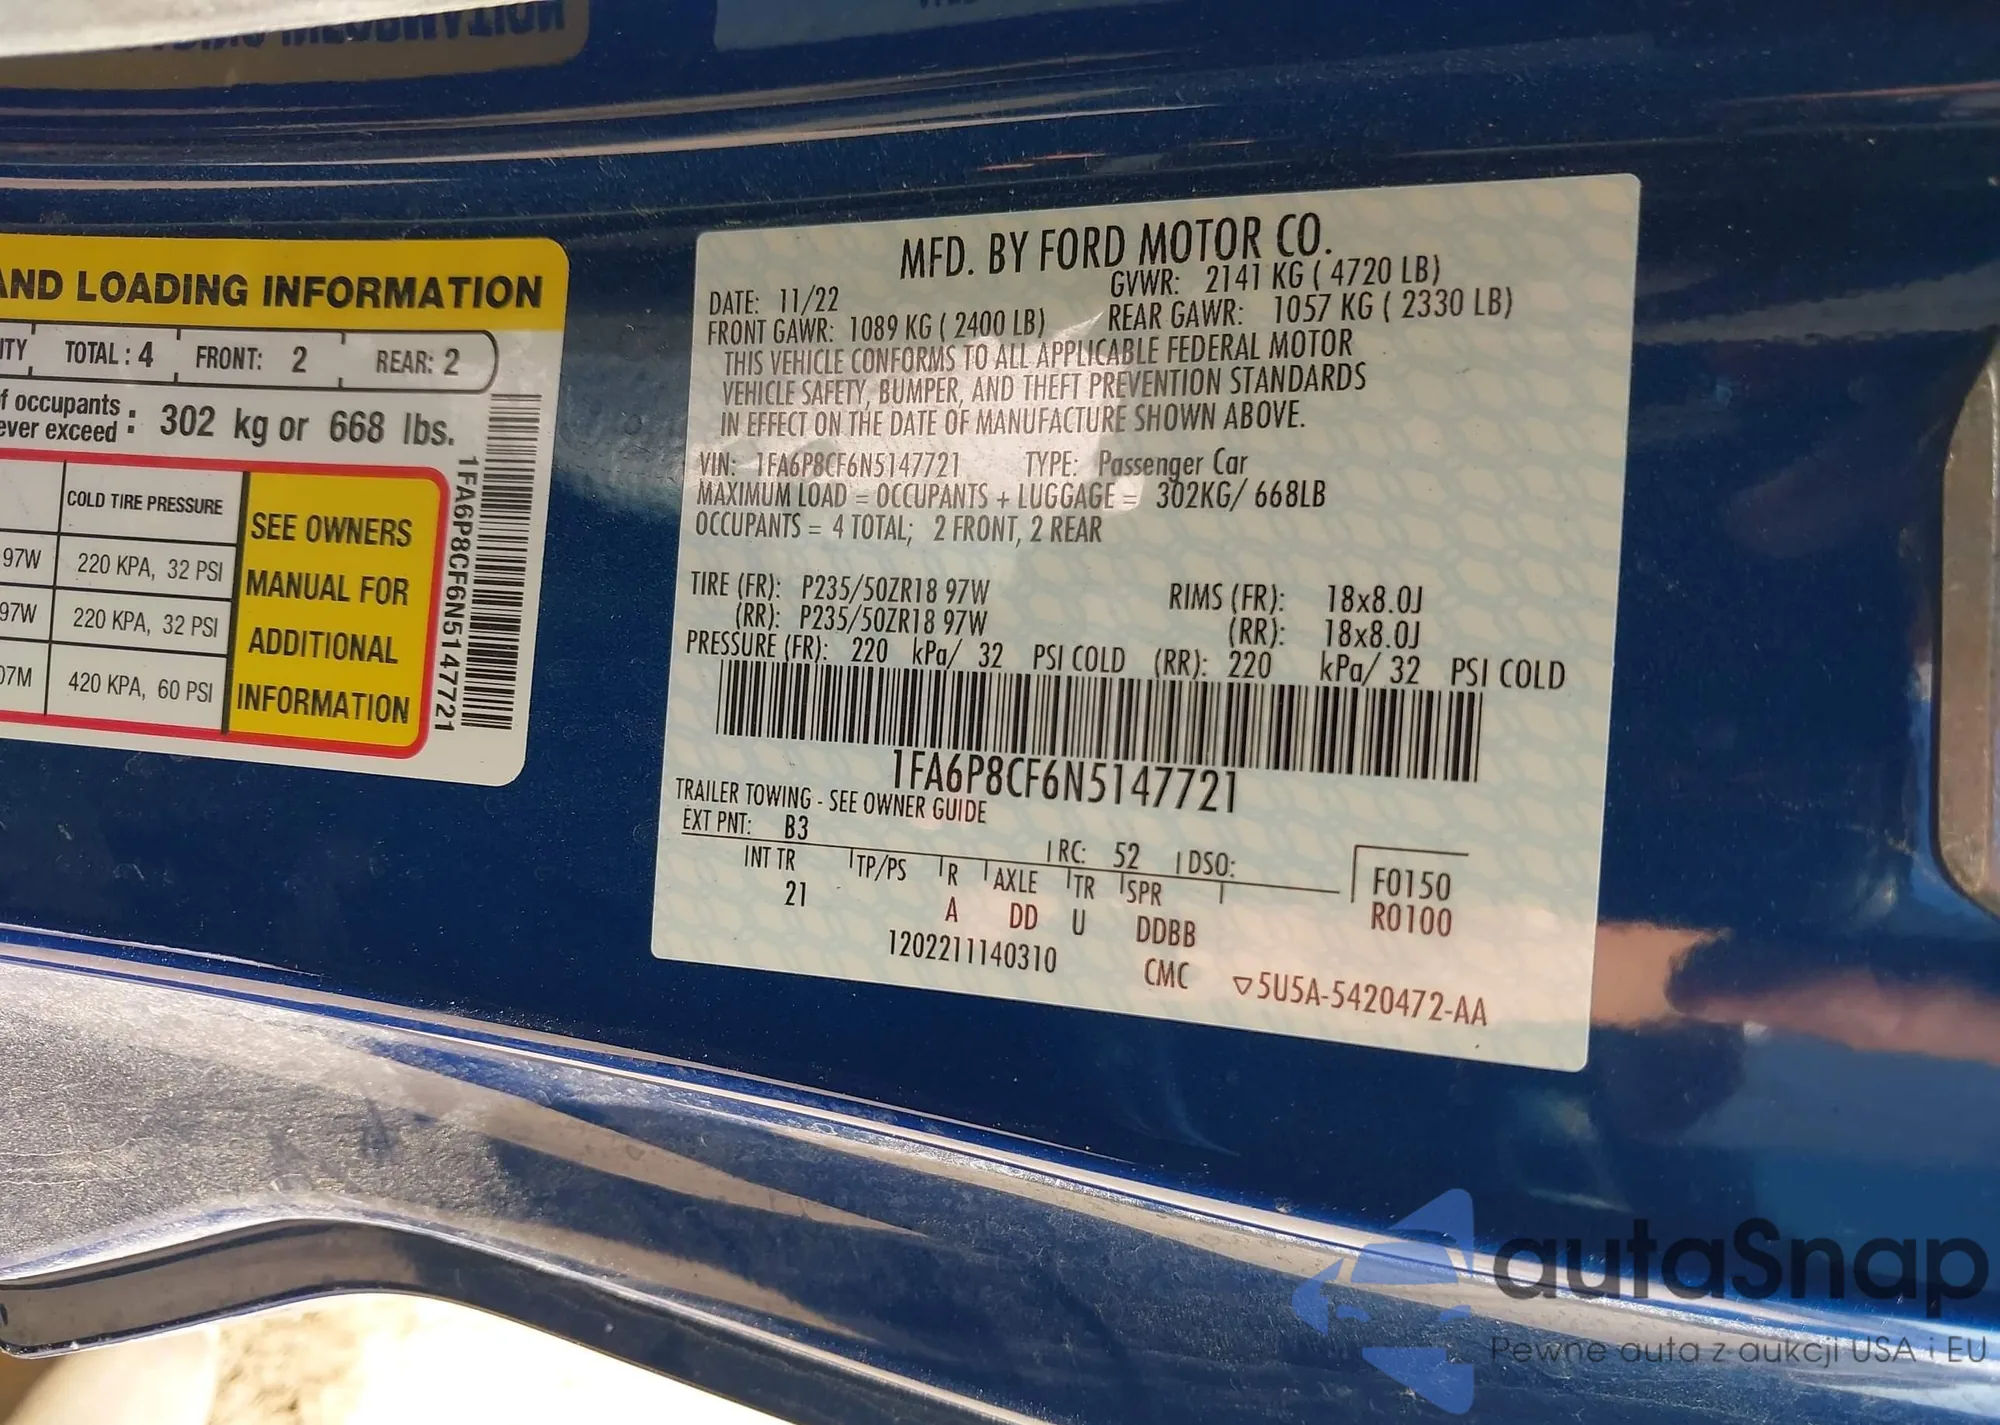 AND LOADING INFORMATION
TOTAL : 4 FRONT: 2 REAR: 2
f occupants
ever exceed : 302 kg or 668 lbs.
COLD TIRE PRESSURE
97W 220 KPA, 32 PSI
97W 220 KPA, 32 PSI
07M 420 KPA, 60 PSI
SEE OWNERS
MANUAL FOR
ADDITIONAL
INFORMATION
1FA6P8CF6N5147721
MFD. BY FORD MOTOR CO.
DATE: 11/22 GVWR: 2141 KG ( 4720 LB)
FRONT GAWR: 1089 KG ( 2400 LB) REAR GAWR: 1057 KG ( 2330 LB)
THIS VEHICLE CONFORMS TO ALL APPLICABLE FEDERAL MOTOR
VEHICLE SAFETY, BUMPER, AND THEFT PREVENTION STANDARDS
IN EFFECT ON THE DATE OF MANUFACTURE SHOWN ABOVE.
VIN: 1FA6P8CF6N5147721 TYPE: Passenger Car
MAXIMUM LOAD = OCCUPANTS + LUGGAGE = 302KG/ 668LB
OCCUPANTS = 4 TOTAL; 2 FRONT, 2 REAR
TIRE (FR): P235/50ZR18 97W RIMS (FR): 18x8.0J
(RR): P235/50ZR18 97W (RR): 18x8.0J
PRESSURE (FR): 220 kPa/ 32 PSI COLD (RR): 220 kPa/ 32 PSI COLD
1FA6P8CF6N5147721
TRAILER TOWING - SEE OWNER GUIDE
EXT PNT: B3 RC: 52 DSO:
INT TR TP/PS R AXLE TR SPR
21 A DD U DDBB
F0150
R0100
1202211140310 CMC ▽5U5A-5420472-AA
autaSnap
Pewne auta z aukcji USA i EU